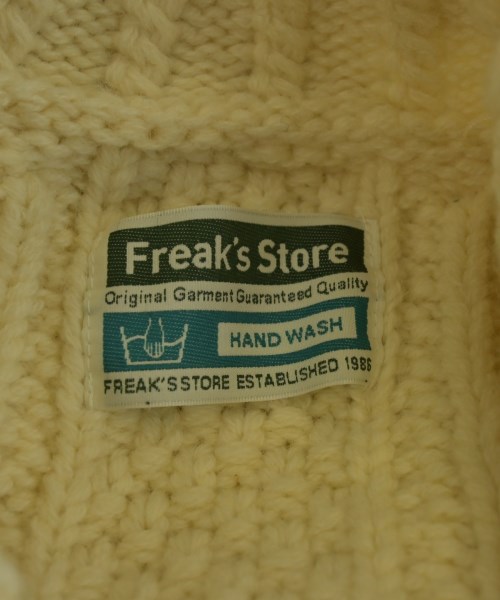 Freak's Store
Original Garment Guaranteed Quality
HAND WASH
FREAK'S STORE ESTABLISHED 1986